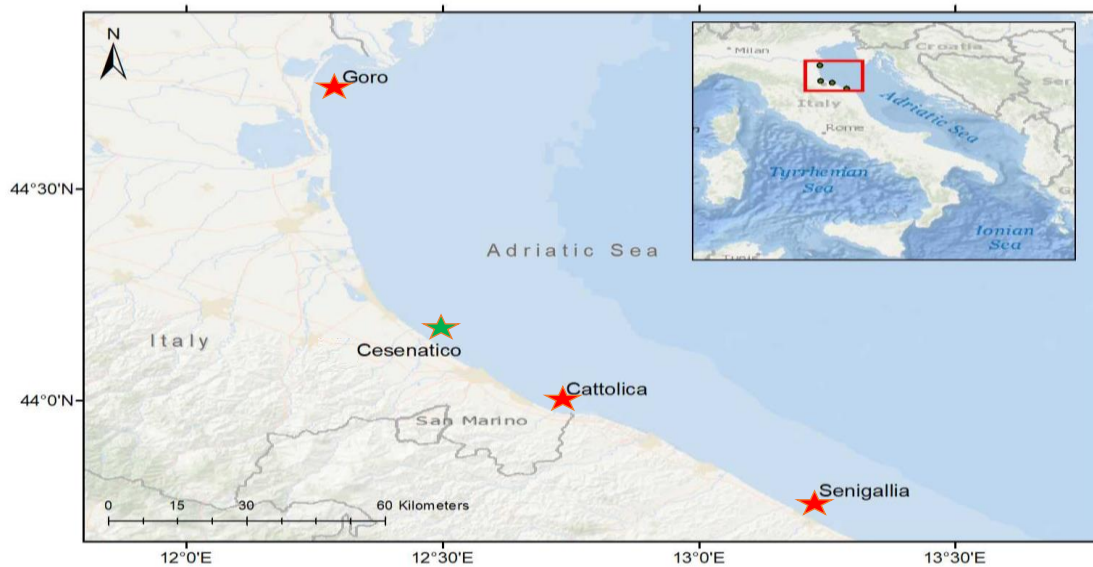 N
Goro
44°30'N
Adriatic Sea
Italy
Cesenatico
Cattolica
44°0'N
San Marino
Senigallia
0 15 30 60 Kilometers
12°0'E 12°30'E 13°0'E 13°30'E
Milan
Croatia
Italy
Adriatic Sea
Rome
Tyrrhenian
Sea
Ionian
Sea
Tunis